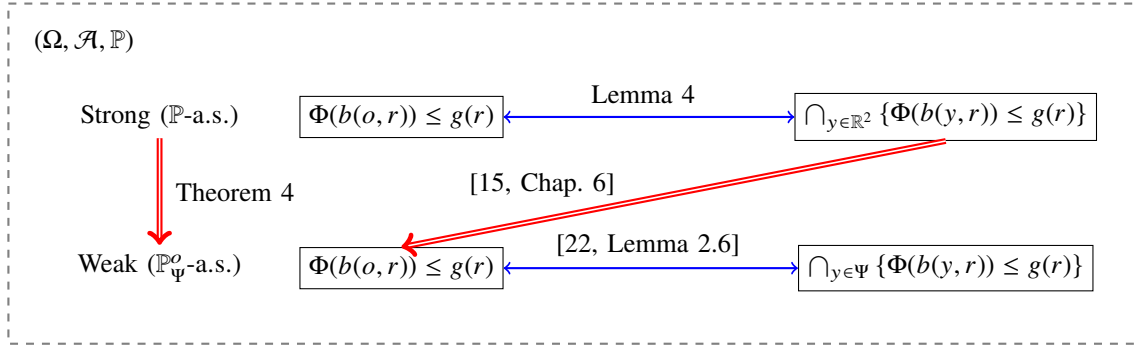 (Ω, 𝒜, ℙ)
Lemma 4
Strong (ℙ-a.s.) Φ(b(o, r)) ≤ g(r) ⋂_{y∈ℝ²} {Φ(b(y, r)) ≤ g(r)}
[15, Chap. 6]
Theorem 4
[22, Lemma 2.6]
Weak (ℙ^o_Ψ-a.s.) Φ(b(o, r)) ≤ g(r) ⋂_{y∈Ψ} {Φ(b(y, r)) ≤ g(r)}